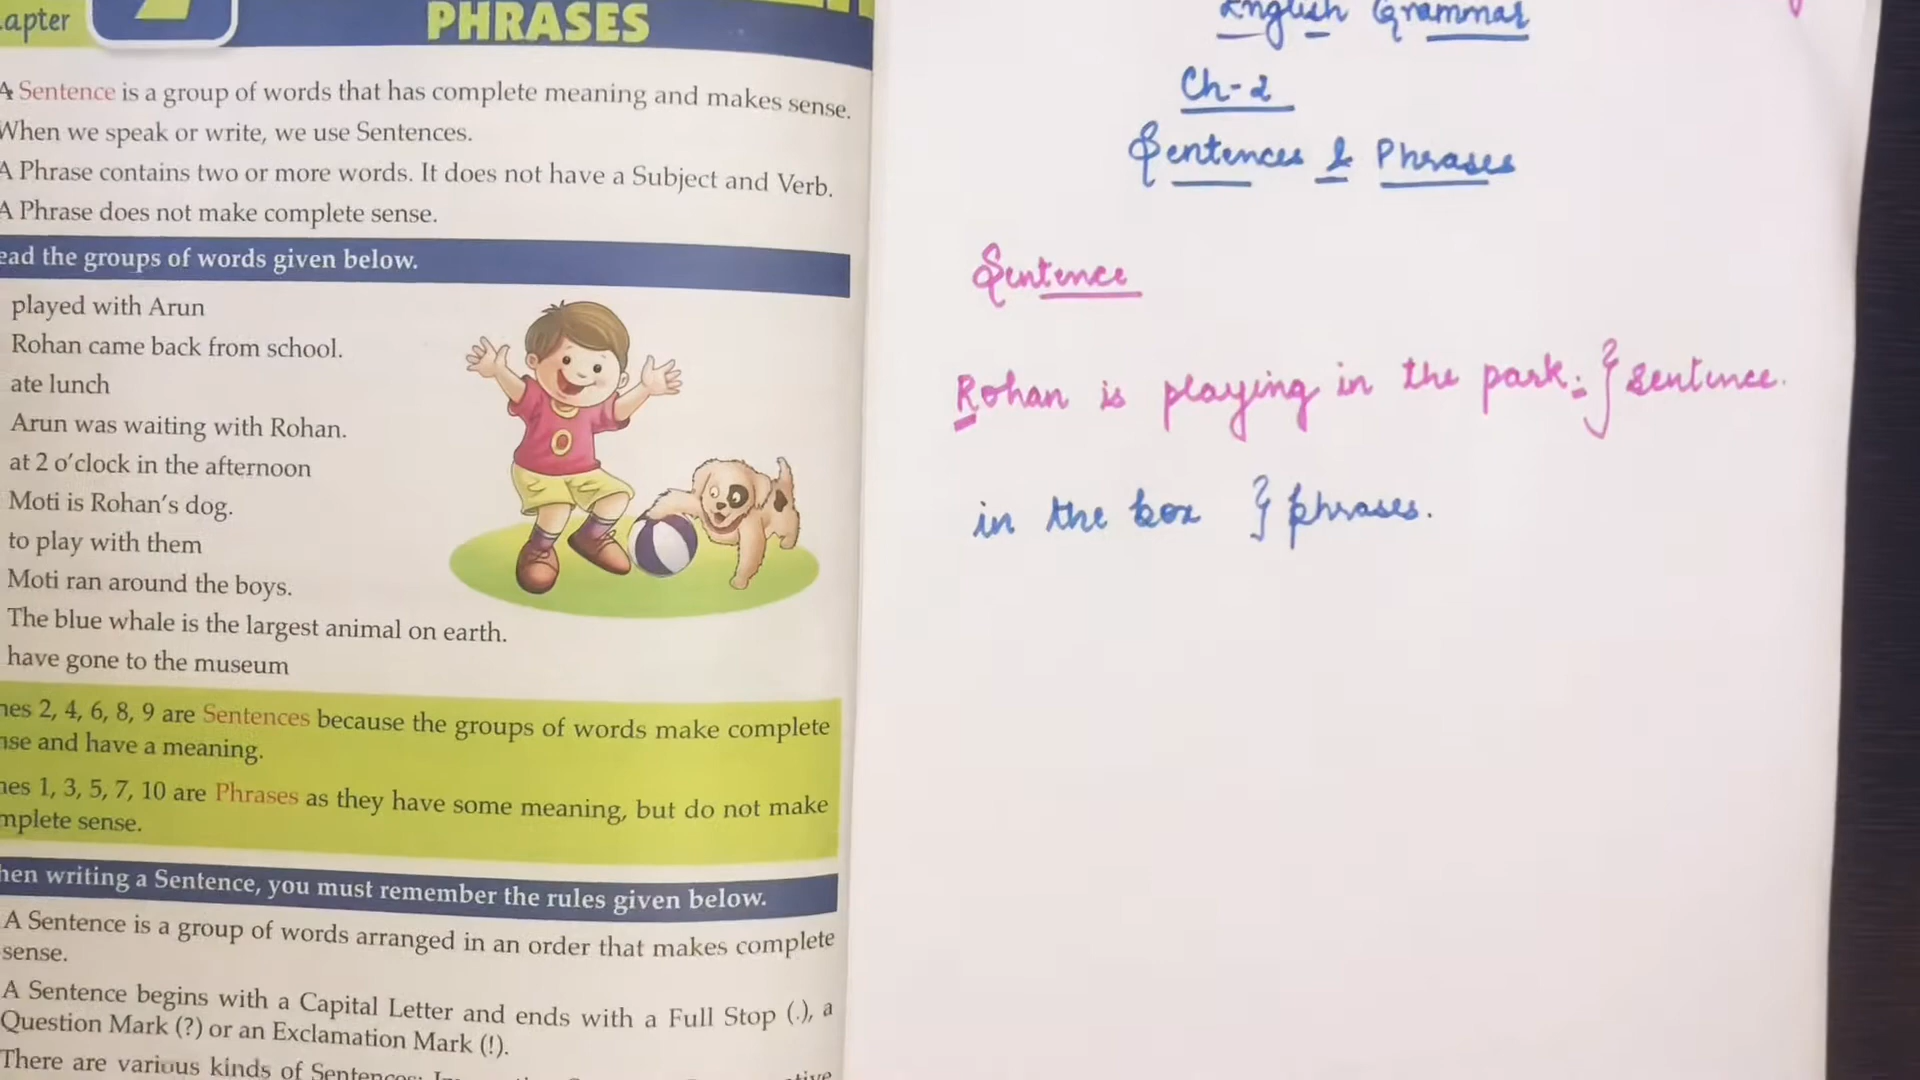 PHRASES
Sentence is a group of words that has complete meaning and makes sense.
When we speak or write, we use Sentences.
A Phrase contains two or more words. It does not have a Subject and Verb.
A Phrase does not make complete sense.
the groups of words given below.
played with Arun
Rohan came back from school.
ate lunch
Arun was waiting with Rohan.
at 2 o'clock in the afternoon
Moti is Rohan's dog.
to play with them
Moti ran around the boys.
The blue whale is the largest animal on earth.
have gone to the museum
2, 4, 6, 8, 9 are Sentences because the groups of words make complete
and have a meaning.
1, 3, 5, 7, 10 are Phrases as they have some meaning, but do not make
sense.
writing a Sentence, you must remember the rules given below.
A Sentence is a group of words arranged in an order that makes complete
sense.
A Sentence begins with a Capital Letter and ends with a Full Stop (.), a
Question Mark (?) or an Exclamation Mark (!).
There are various kinds of
English Grammar
Ch-2
Sentences & Phrases
Sentence
Rohan is playing in the park. } sentence.
in the box } phrases.